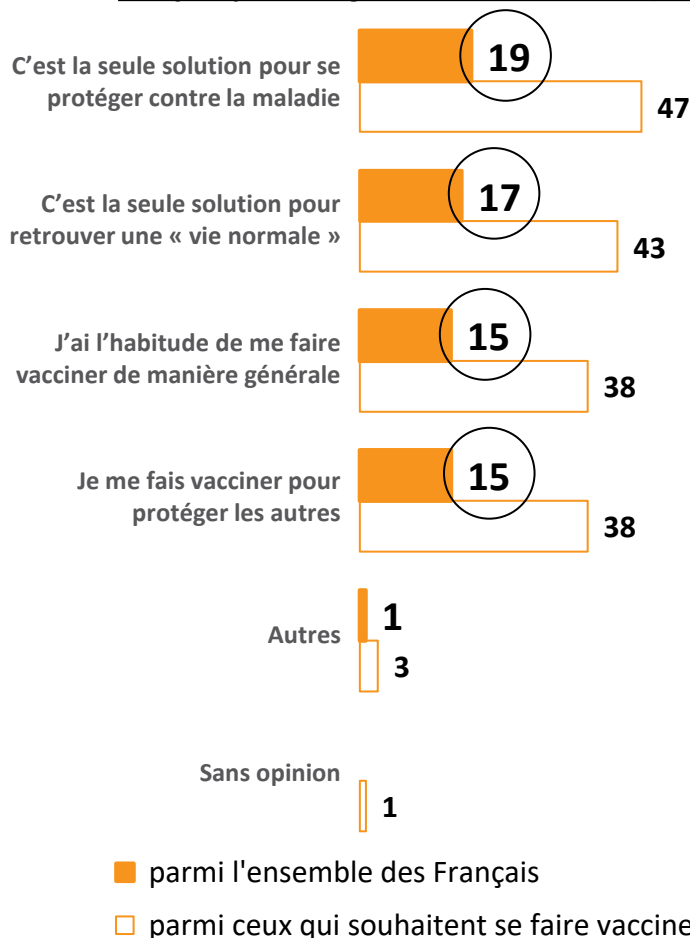 C'est la seule solution pour se
protéger contre la maladie
19
47
C'est la seule solution pour
retrouver une « vie normale »
17
43
J'ai l'habitude de me faire
vacciner de manière générale
15
38
Je me fais vacciner pour
protéger les autres
15
38
Autres
1
3
Sans opinion
1
parmi l'ensemble des Français
parmi ceux qui souhaitent se faire vaccine